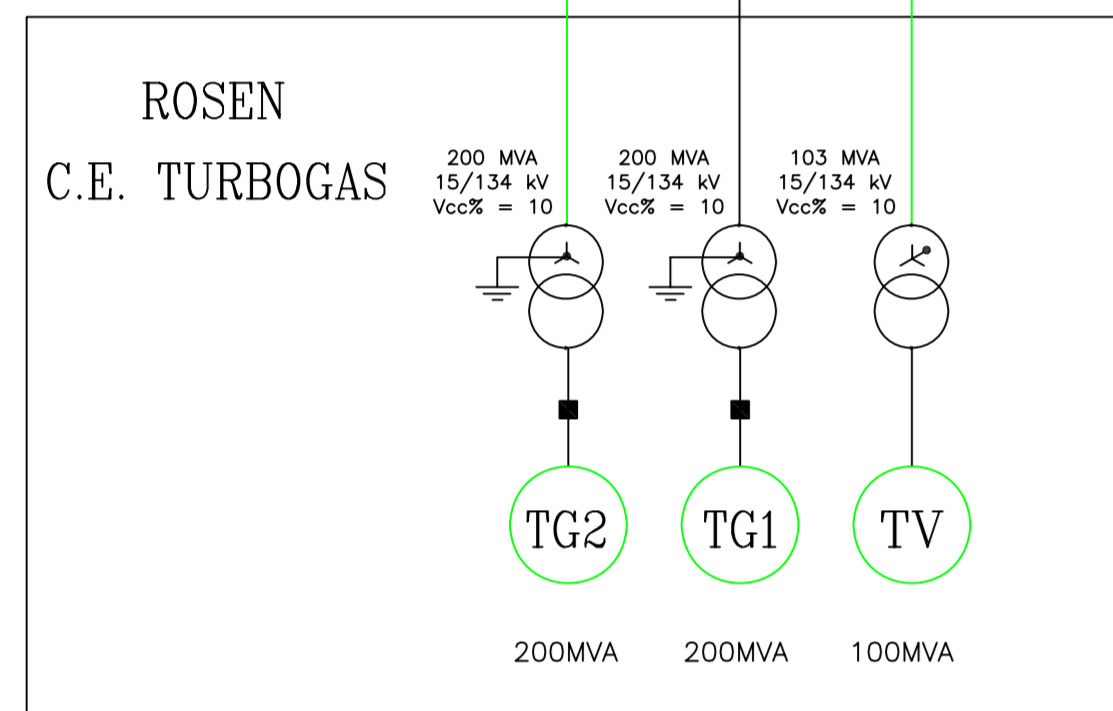 ROSEN
C.E. TURBOGAS
200 MVA
15/134 kV
Vcc% = 10
200 MVA
15/134 kV
Vcc% = 10
103 MVA
15/134 kV
Vcc% = 10
TG2
TG1
TV
200MVA
200MVA
100MVA